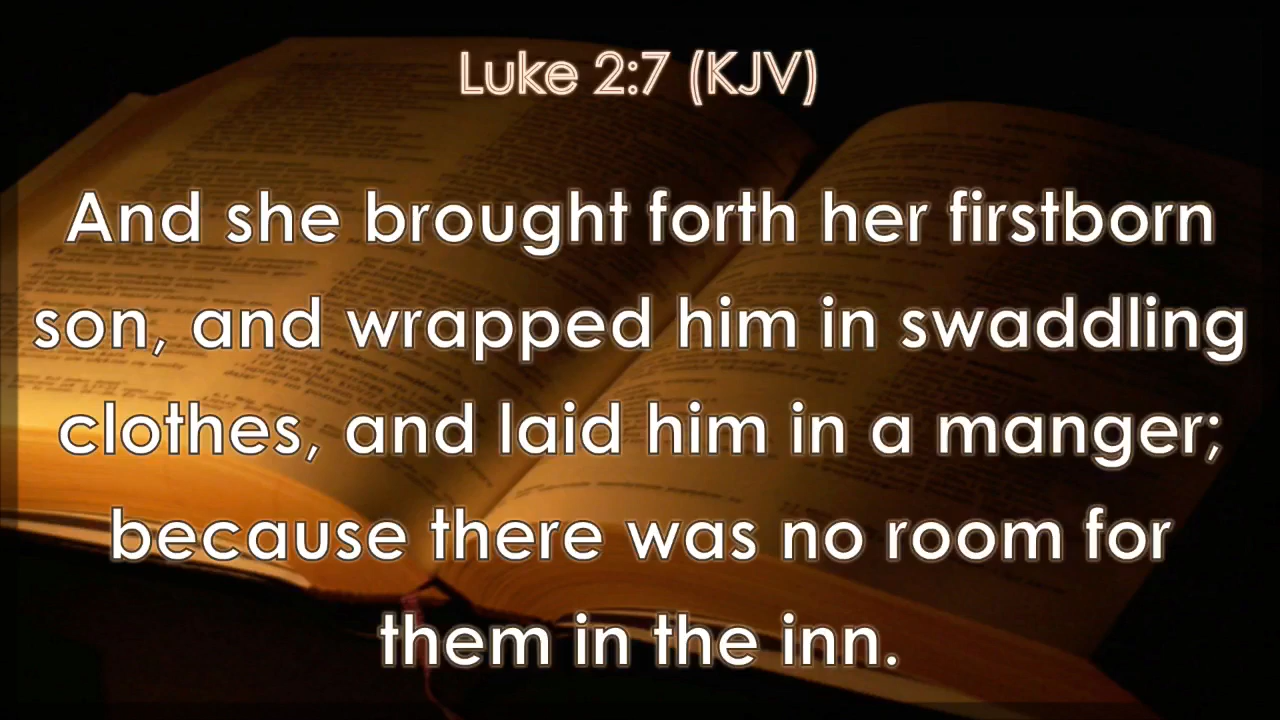 Luke 2:7 (KJV)
And she brought forth her firstborn
son, and wrapped him in swaddling
clothes, and laid him in a manger;
because there was no room for
them in the inn.